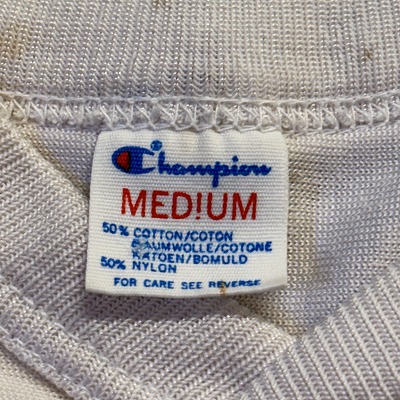 Champion
MED!UM
50% COTTON/COTON
BAUMWOLLE/COTONE
KATOEN/BOMULD
50% NYLON
FOR CARE SEE REVERSE